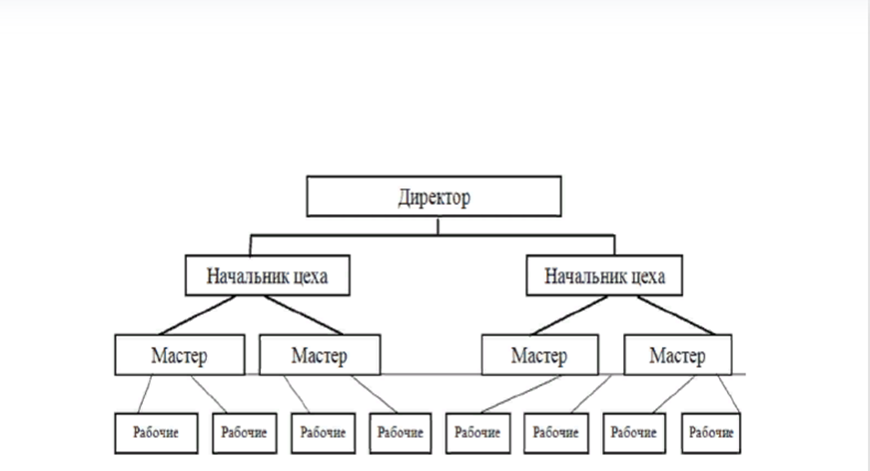 Директор
Начальник цеха
Начальник цеха
Мастер
Мастер
Мастер
Мастер
Рабочие
Рабочие
Рабочие
Рабочие
Рабочие
Рабочие
Рабочие
Рабочие